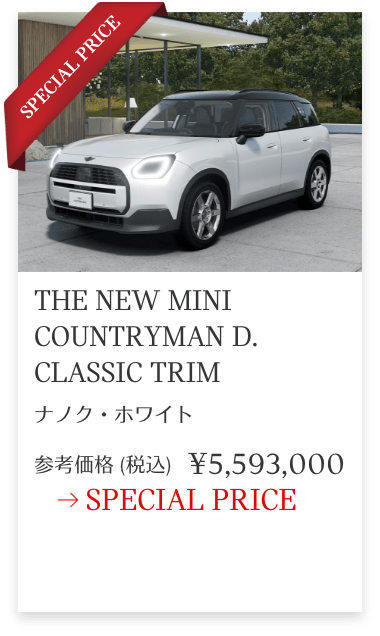 SPECIAL PRICE
THE NEW MINI
COUNTRYMAN D.
CLASSIC TRIM
ナノク・ホワイト
参考価格 (税込) ¥5,593,000
→ SPECIAL PRICE